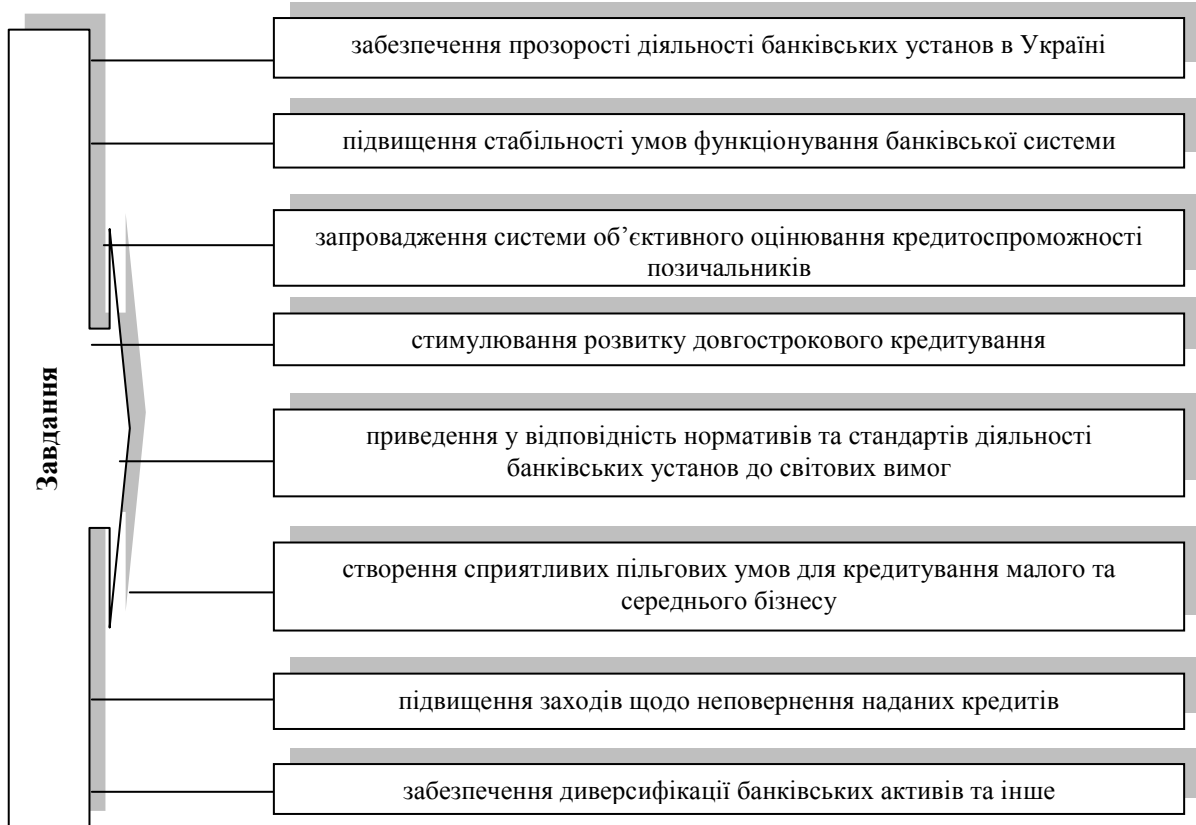 Завдання
забезпечення прозорості діяльності банківських установ в Україні
підвищення стабільності умов функціонування банківської системи
запровадження системи об’єктивного оцінювання кредитоспроможності
позичальників
стимулювання розвитку довгострокового кредитування
приведення у відповідність нормативів та стандартів діяльності
банківських установ до світових вимог
створення сприятливих пільгових умов для кредитування малого та
середнього бізнесу
підвищення заходів щодо неповернення наданих кредитів
забезпечення диверсифікації банківських активів та інше